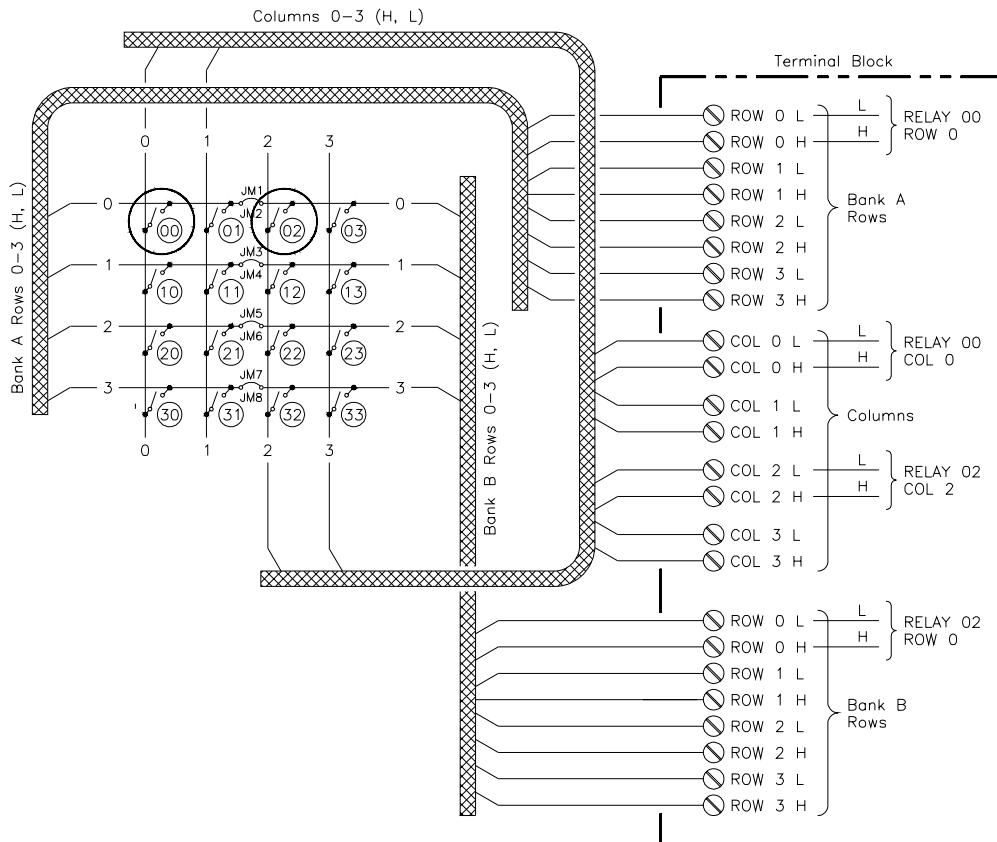 Columns 0-3 (H, L)
Terminal Block
Bank A Rows 0-3 (H, L)
Bank B Rows 0-3 (H, L)
0 1 2 3
0 JM1 0
JM2
00 01 02 03
1 JM3 1
JM4
10 11 12 13
2 JM5 2
JM6
20 21 22 23
3 JM7 3
JM8
30 31 32 33
0 1 2 3
ROW 0 L L
ROW 0 H H
RELAY 00
ROW 0
ROW 1 L
ROW 1 H
ROW 2 L
ROW 2 H
ROW 3 L
ROW 3 H
Bank A
Rows
COL 0 L L
COL 0 H H
RELAY 00
COL 0
COL 1 L
COL 1 H
Columns
COL 2 L L
COL 2 H H
RELAY 02
COL 2
COL 3 L
COL 3 H
ROW 0 L L
ROW 0 H H
RELAY 02
ROW 0
ROW 1 L
ROW 1 H
ROW 2 L
ROW 2 H
ROW 3 L
ROW 3 H
Bank B
Rows